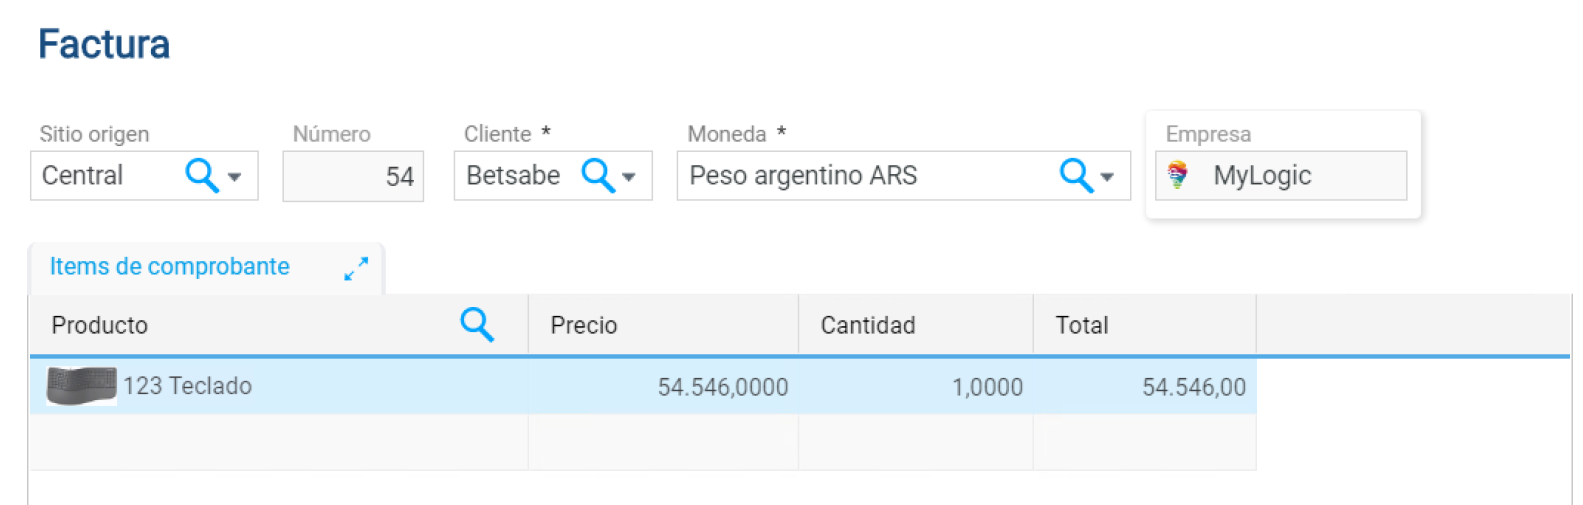 Factura
Sitio origen Número Cliente * Moneda * Empresa
Central 54 Betsabe Peso argentino ARS MyLogic
Items de comprobante
Producto Precio Cantidad Total
123 Teclado 54.546,0000 1,0000 54.546,00